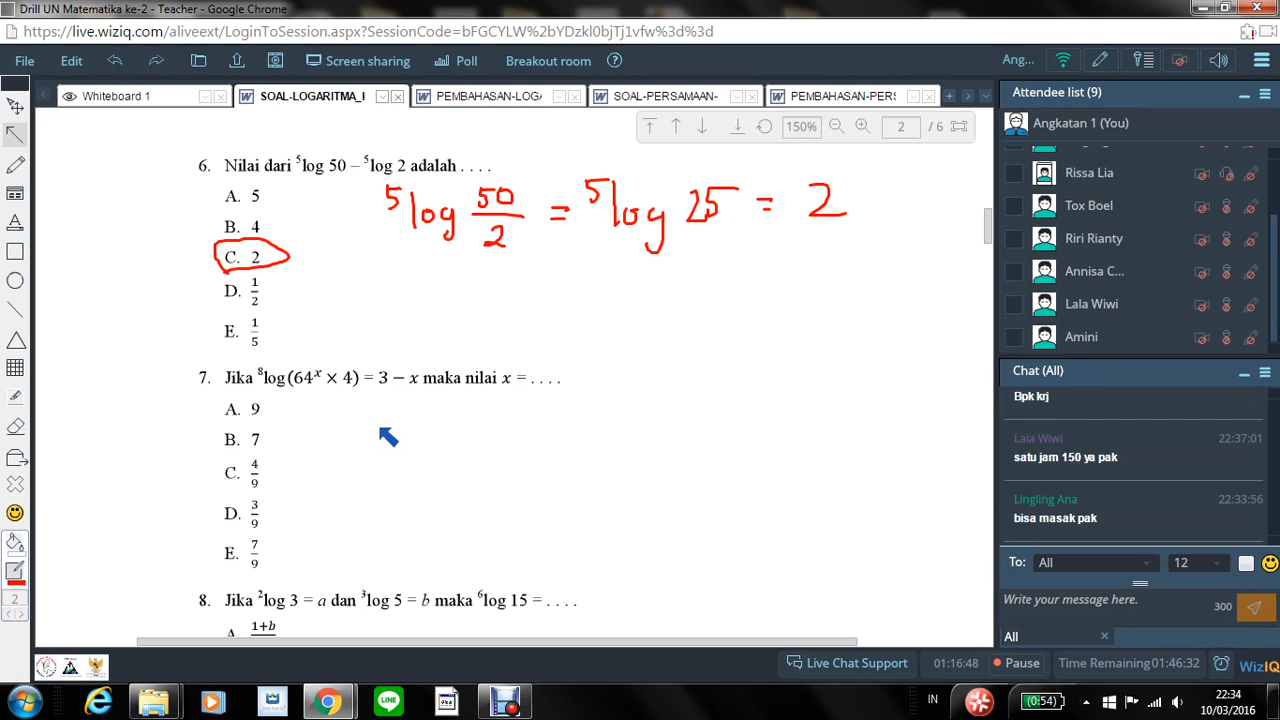 Drill UN Matematika ke-2 - Teacher - Google Chrome
https://live.wiziq.com/aliveext/LoginToSession.aspx?SessionCode=bFGCYLW%2bYDzkl0bjTj1vfw%3d%3d
File Edit Screen sharing Poll Breakout room ? Ang...
Whiteboard 1 SOAL-LOGARITMA_I PEMBAHASAN-LOGA SOAL-PERSAMAAN- PEMBAHASAN-PERS
150% 2 / 6
6. Nilai dari ⁵log 50 – ⁵log 2 adalah . . . .
A. 5
B. 4
C. 2
D. 1/2
E. 1/5
⁵log 50/2 = ⁵log 25 = 2
7. Jika ⁸log(64ˣ × 4) = 3 − x maka nilai x = . . . .
A. 9
B. 7
C. 4/9
D. 3/9
E. 7/9
8. Jika ²log 3 = a dan ³log 5 = b maka ⁶log 15 = . . . .
A. 1+b
2
Attendee list (9)
Angkatan 1 (You)
Rissa Lia
Tox Boel
Riri Rianty
Annisa C...
Lala Wiwi
Amini
Chat (All)
Bpk krj
Lala Wiwi 22:37:01
satu jam 150 ya pak
Lingling Ana 22:33:56
bisa masak pak
To: All 12
Write your message here. 300
All
Live Chat Support 01:16:48 Pause Time Remaining 01:46:32 WizIQ
LINE IN (0:54) 22:34
10/03/2016